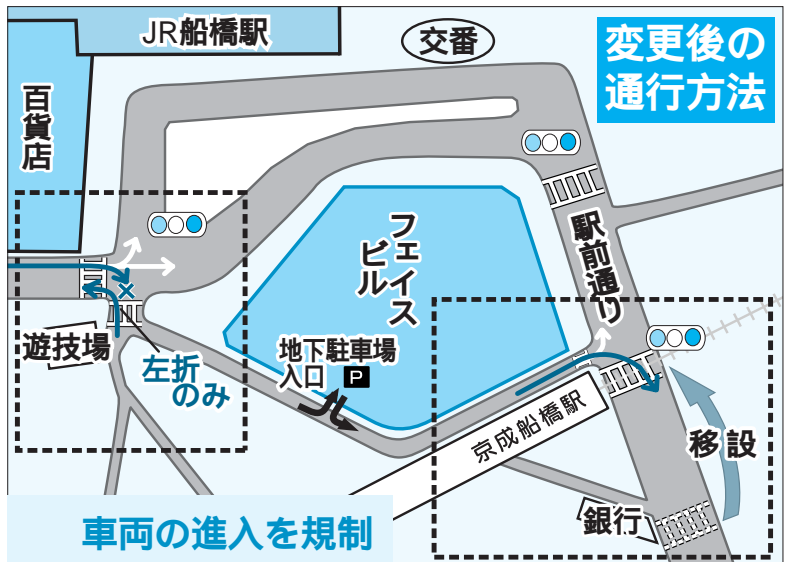 JR船橋駅
交番
変更後の
通行方法
百貨店
フェイス
ビル
駅前通り
遊技場
左折
のみ
地下駐車場
入口 P
京成船橋駅
移設
銀行
車両の進入を規制